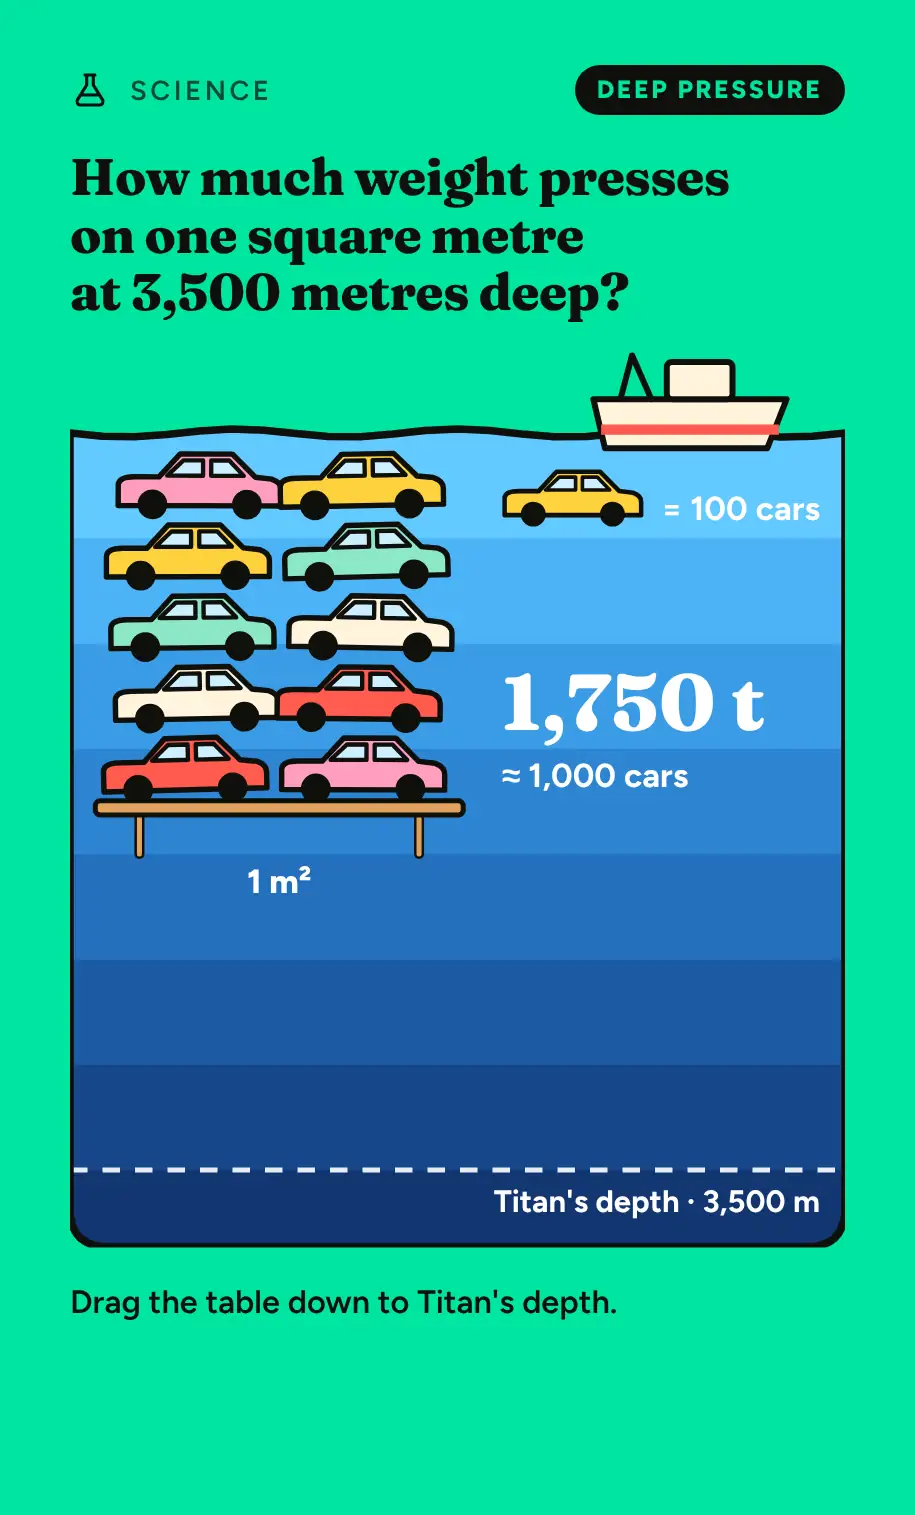 SCIENCE
DEEP PRESSURE
How much weight presses
on one square metre
at 3,500 metres deep?
= 100 cars
1,750 t
≈ 1,000 cars
1 m²
Titan's depth · 3,500 m
Drag the table down to Titan's depth.